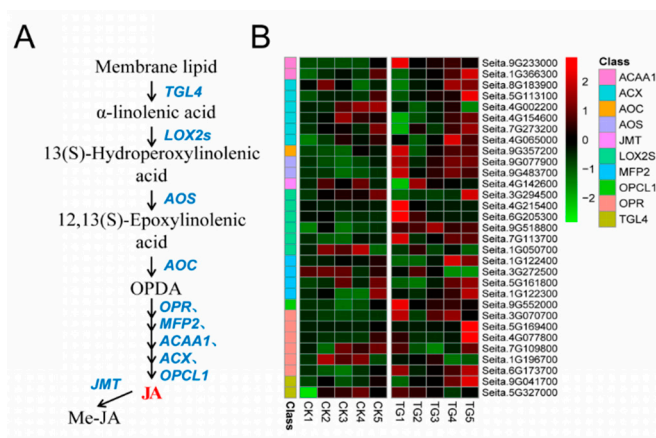 A
Membrane lipid
TGL4
α-linolenic acid
LOX2s
13(S)-Hydroperoxylinolenic
acid
AOS
12,13(S)-Epoxylinolenic
acid
AOC
OPDA
OPR、
MFP2、
ACAA1、
ACX、
OPCL1
JMT
JA
Me-JA
B
Seita.9G233000
Seita.1G366300
Seita.8G183900
Seita.5G113100
Seita.4G002200
Seita.4G154600
Seita.7G273200
Seita.4G065000
Seita.9G357200
Seita.9G077900
Seita.9G483700
Seita.4G142600
Seita.3G294500
Seita.4G215400
Seita.6G205300
Seita.9G518800
Seita.7G113700
Seita.1G050700
Seita.1G122400
Seita.3G272500
Seita.5G161800
Seita.1G122300
Seita.9G552000
Seita.3G070700
Seita.5G169400
Seita.4G077800
Seita.7G109800
Seita.1G196700
Seita.6G173600
Seita.9G041700
Seita.5G327000
Class
CK1
CK2
CK3
CK4
CK5
TG1
TG2
TG3
TG4
TG5
2
1
0
−1
−2
Class
ACAA1
ACX
AOC
AOS
JMT
LOX2S
MFP2
OPCL1
OPR
TGL4